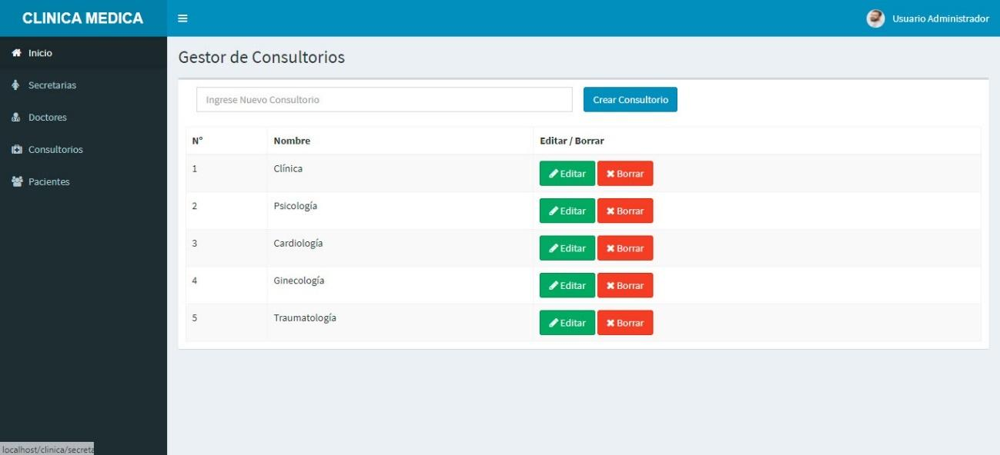 CLINICA MEDICA
Usuario Administrador
Inicio
Secretarias
Doctores
Consultorios
Pacientes
Gestor de Consultorios
Ingrese Nuevo Consultorio Crear Consultorio
N° Nombre Editar / Borrar
1 Clínica Editar Borrar
2 Psicología Editar Borrar
3 Cardiología Editar Borrar
4 Ginecología Editar Borrar
5 Traumatología Editar Borrar
localhost/clinica/secreta